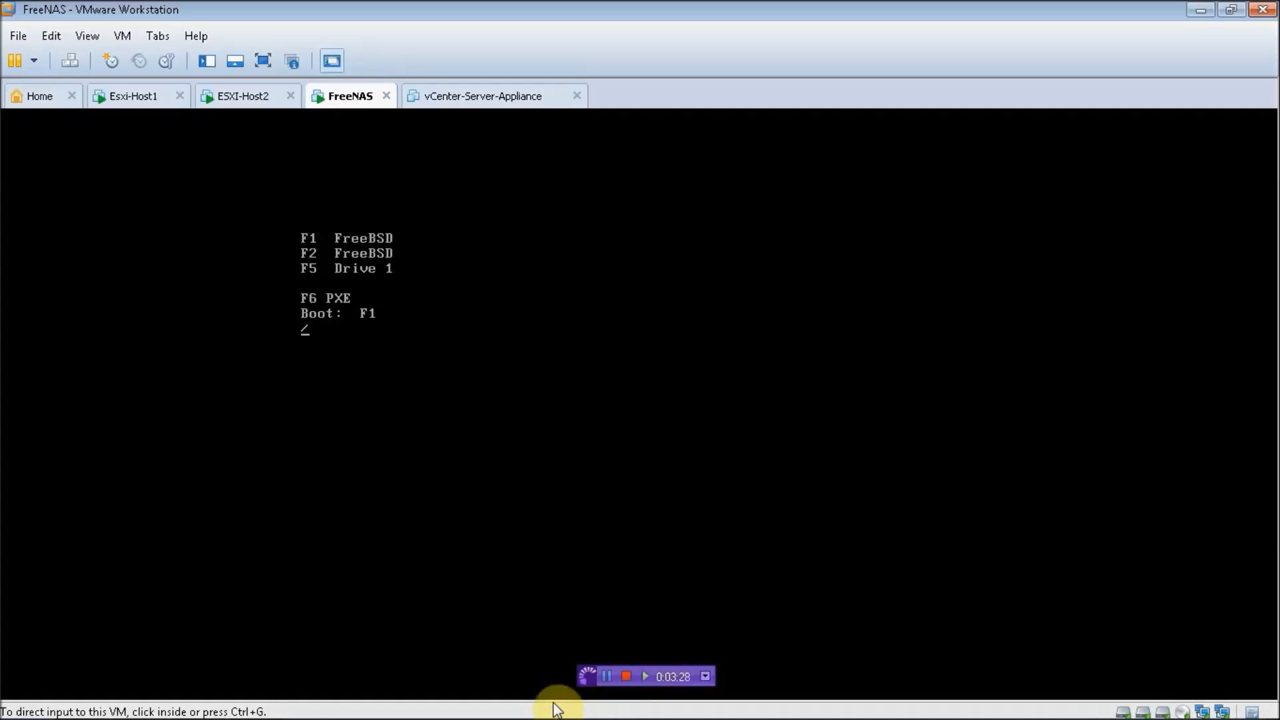 FreeNAS - VMware Workstation
File Edit View VM Tabs Help
Home Esxi-Host1 ESXI-Host2 FreeNAS vCenter-Server-Appliance
F1 FreeBSD
F2 FreeBSD
F5 Drive 1
F6 PXE
Boot: F1
/
0:03:28
To direct input to this VM, click inside or press Ctrl+G.